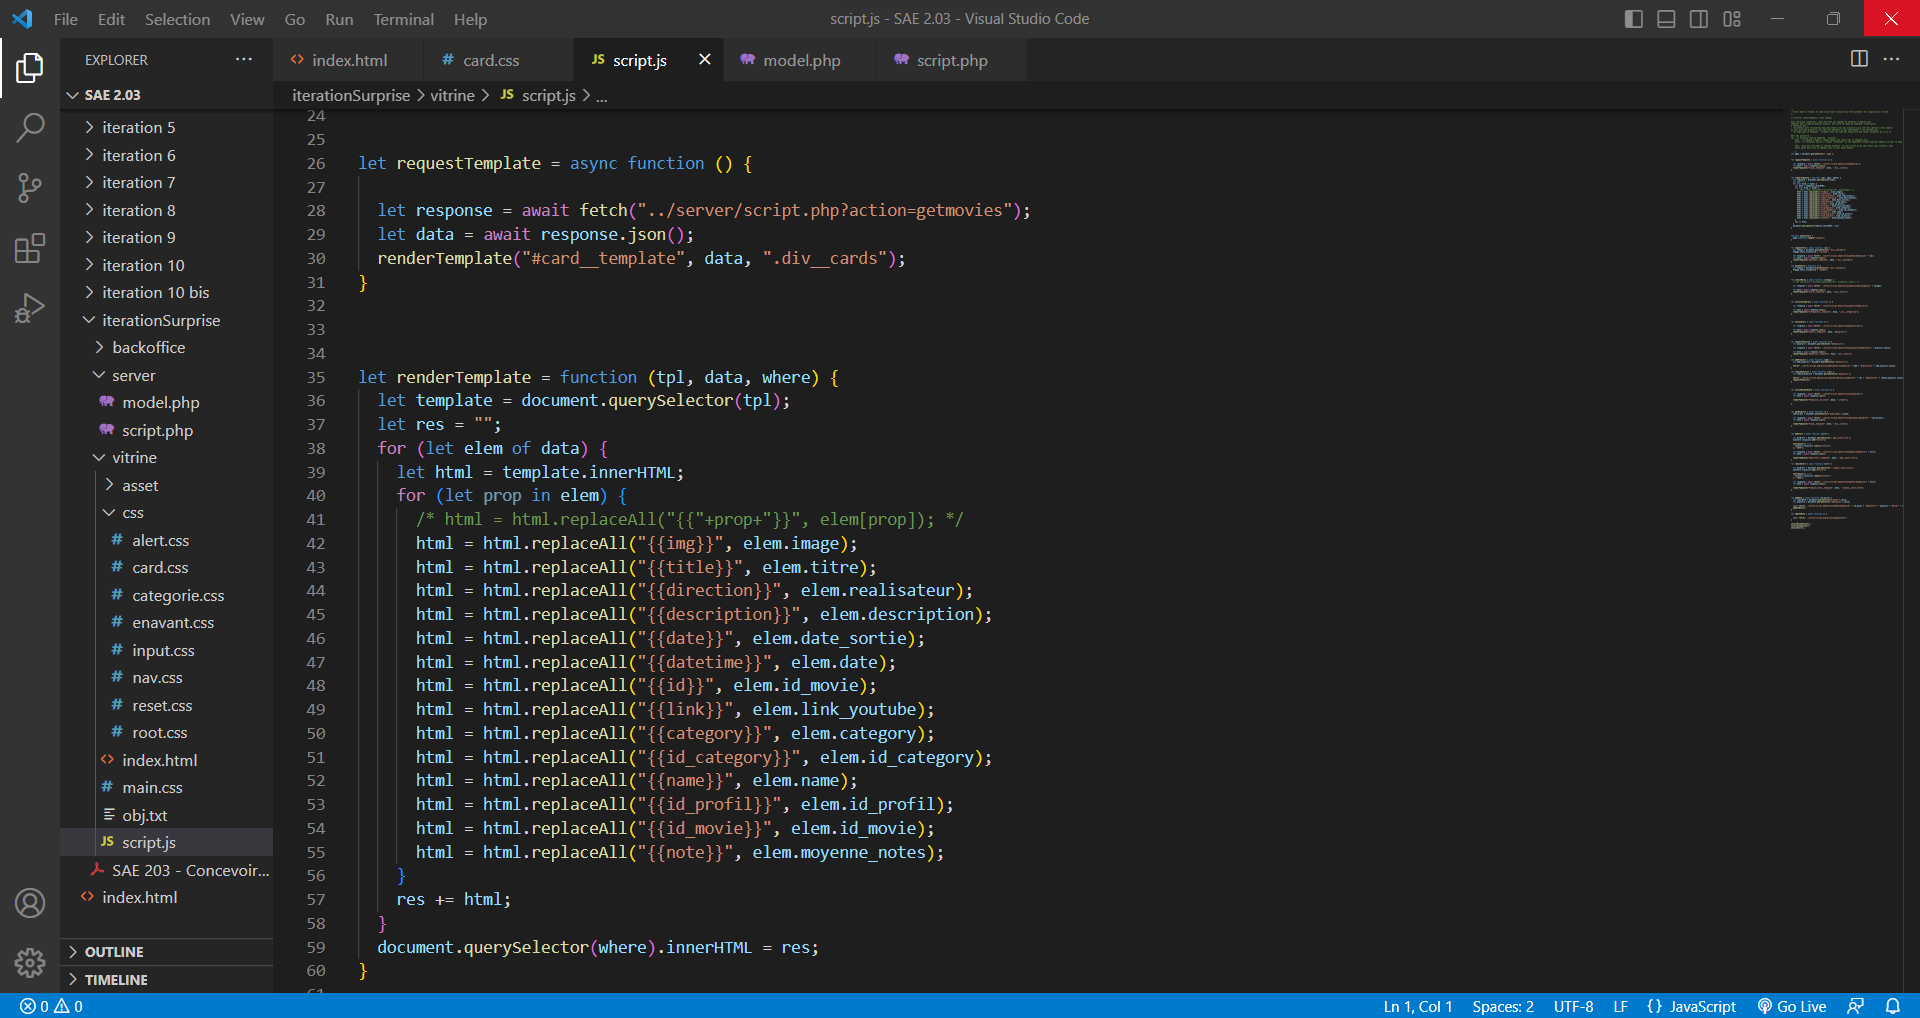 File Edit Selection View Go Run Terminal Help
script.js - SAE 2.03 - Visual Studio Code
EXPLORER
index.html
# card.css
JS script.js
model.php
script.php
SAE 2.03
iterationSurprise > vitrine > JS script.js > ...
iteration 5
iteration 6
iteration 7
iteration 8
iteration 9
iteration 10
iteration 10 bis
iterationSurprise
backoffice
server
model.php
script.php
vitrine
asset
css
# alert.css
# card.css
# categorie.css
# enavant.css
# input.css
# nav.css
# reset.css
# root.css
index.html
# main.css
obj.txt
JS script.js
SAE 203 - Concevoir...
index.html
OUTLINE
TIMELINE
24
25
26 let requestTemplate = async function () {
27
28 let response = await fetch("../server/script.php?action=getmovies");
29 let data = await response.json();
30 renderTemplate("#card__template", data, ".div__cards");
31 }
32
33
34
35 let renderTemplate = function (tpl, data, where) {
36 let template = document.querySelector(tpl);
37 let res = "";
38 for (let elem of data) {
39 let html = template.innerHTML;
40 for (let prop in elem) {
41 /* html = html.replaceAll("{{"+prop+"}}", elem[prop]); */
42 html = html.replaceAll("{{img}}", elem.image);
43 html = html.replaceAll("{{title}}", elem.titre);
44 html = html.replaceAll("{{direction}}", elem.realisateur);
45 html = html.replaceAll("{{description}}", elem.description);
46 html = html.replaceAll("{{date}}", elem.date_sortie);
47 html = html.replaceAll("{{datetime}}", elem.date);
48 html = html.replaceAll("{{id}}", elem.id_movie);
49 html = html.replaceAll("{{link}}", elem.link_youtube);
50 html = html.replaceAll("{{category}}", elem.category);
51 html = html.replaceAll("{{id_category}}", elem.id_category);
52 html = html.replaceAll("{{name}}", elem.name);
53 html = html.replaceAll("{{id_profil}}", elem.id_profil);
54 html = html.replaceAll("{{id_movie}}", elem.id_movie);
55 html = html.replaceAll("{{note}}", elem.moyenne_notes);
56 }
57 res += html;
58 }
59 document.querySelector(where).innerHTML = res;
60 }
61
0 0
Ln 1, Col 1 Spaces: 2 UTF-8 LF {} JavaScript Go Live